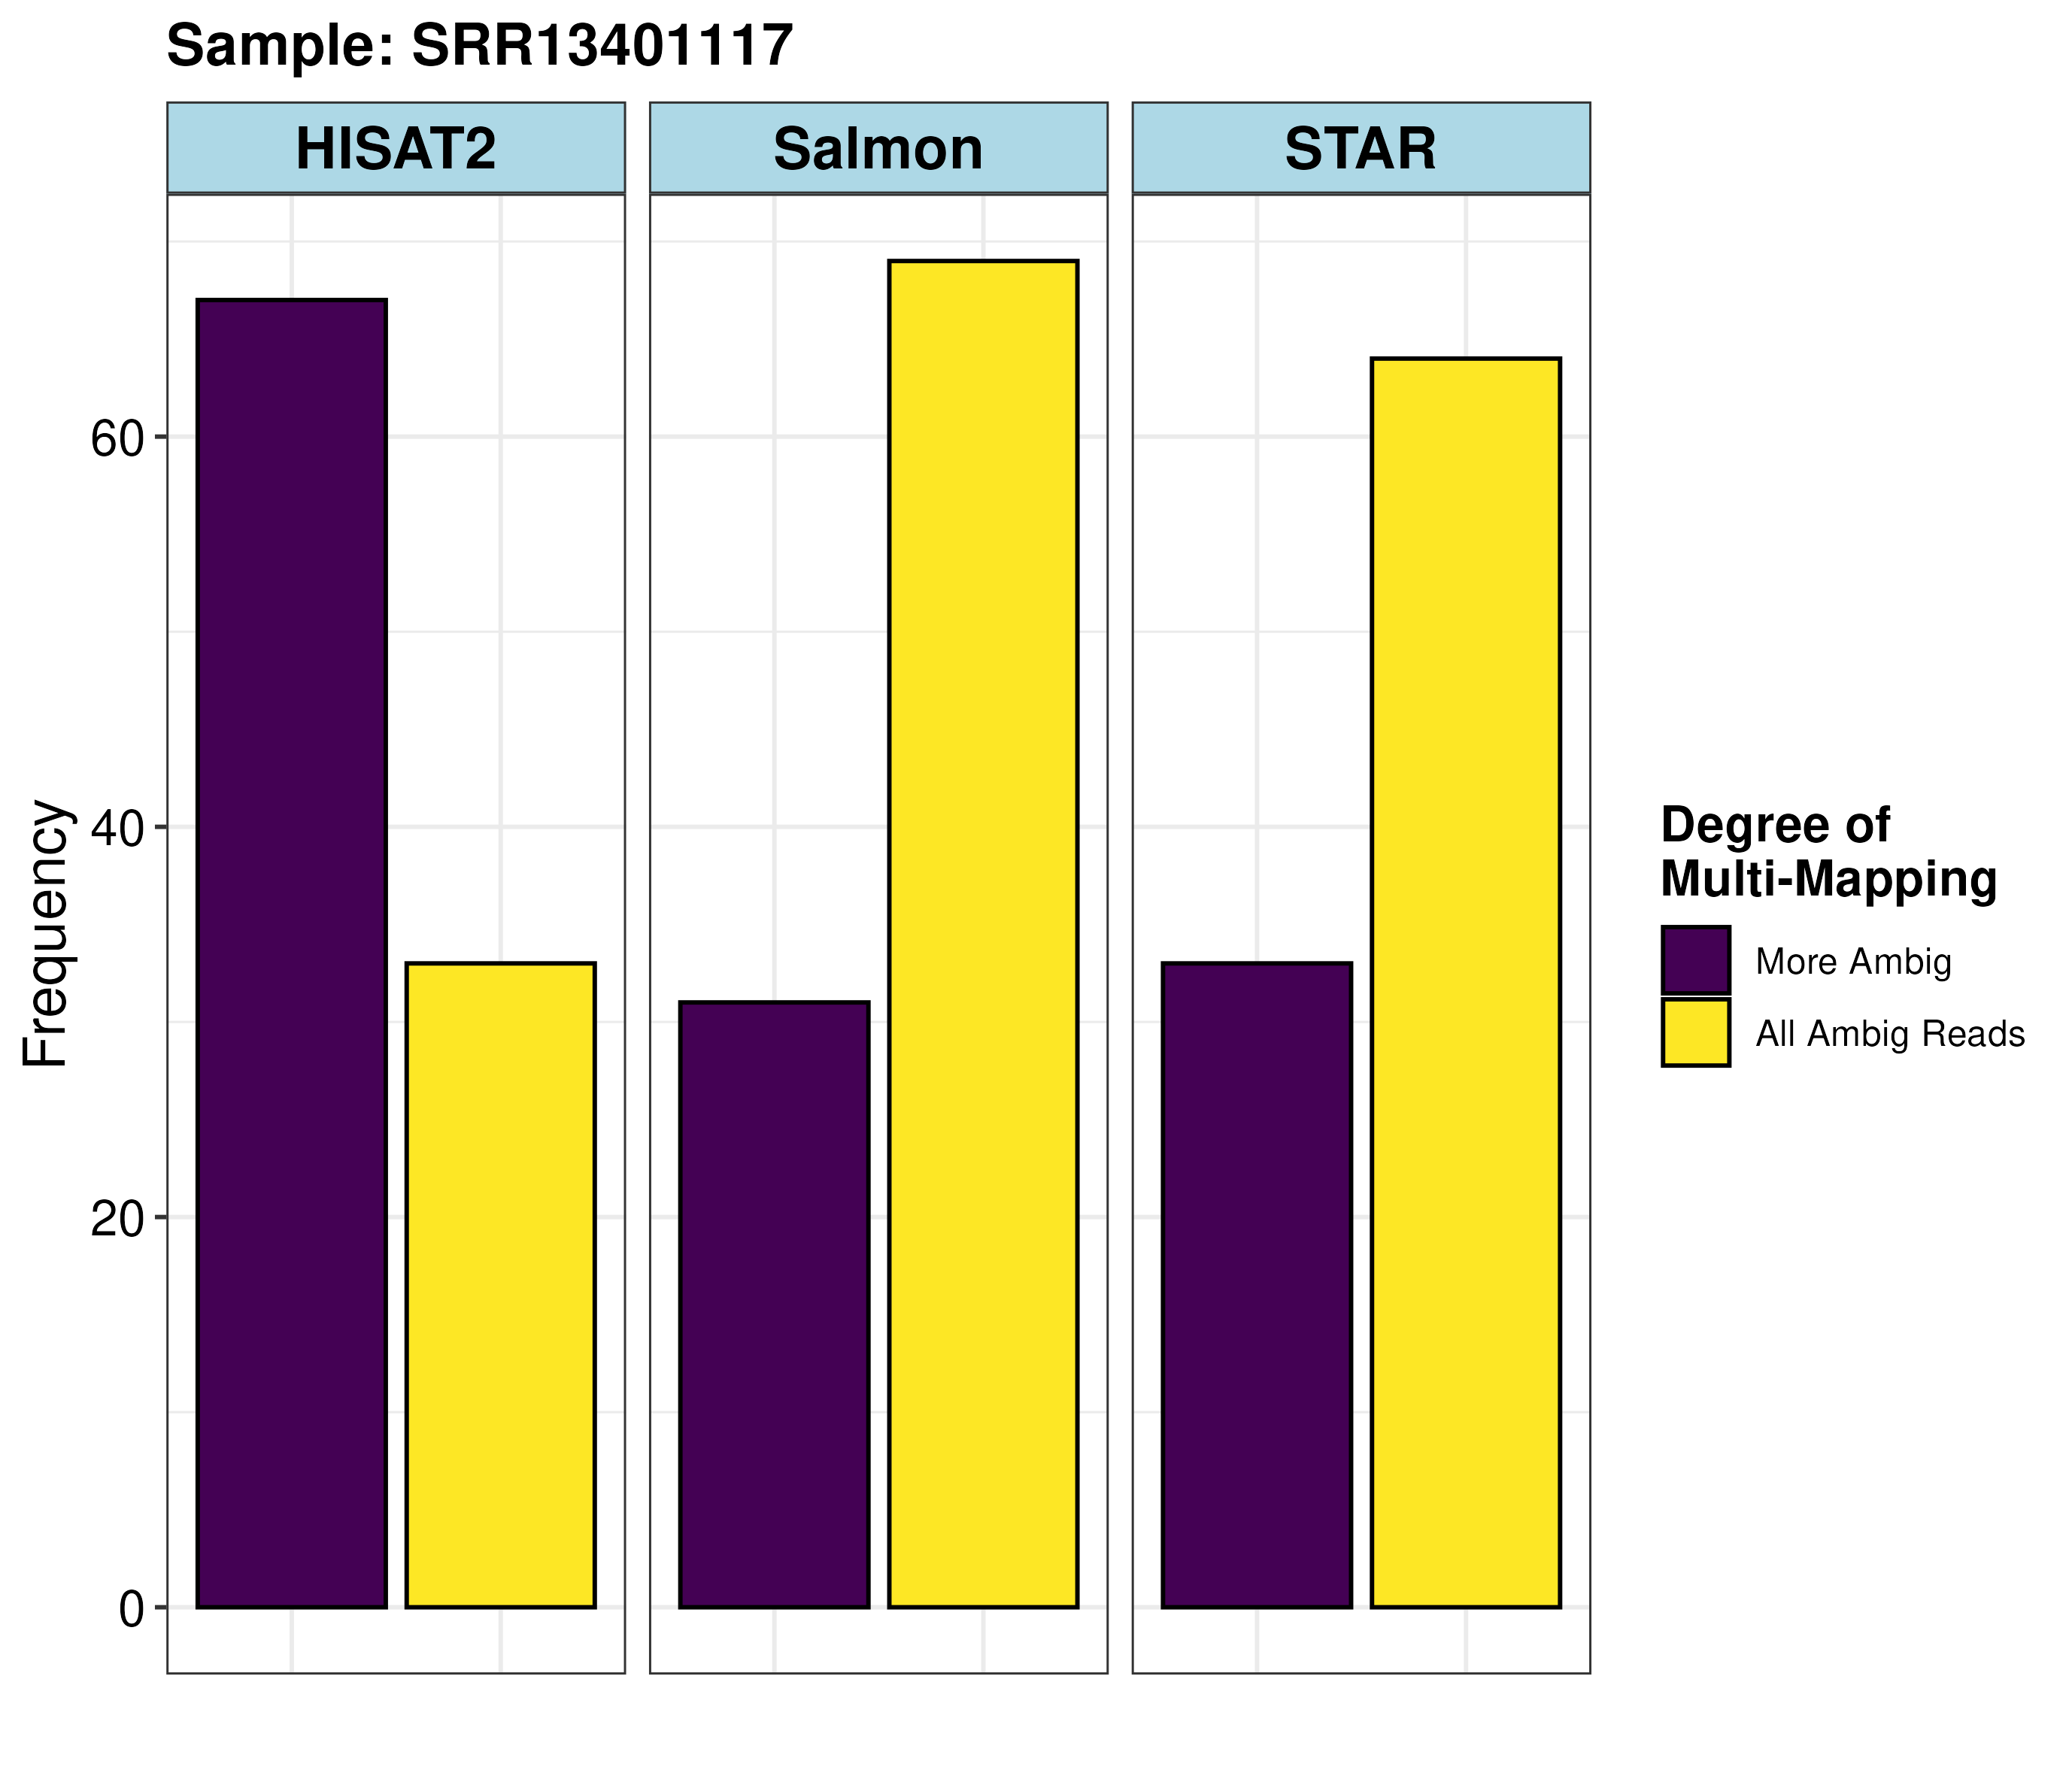 Sample: SRR13401117
HISAT2
Salmon
STAR
60
40
20
0
Frequency
Degree of
Multi-Mapping
More Ambig
All Ambig Reads